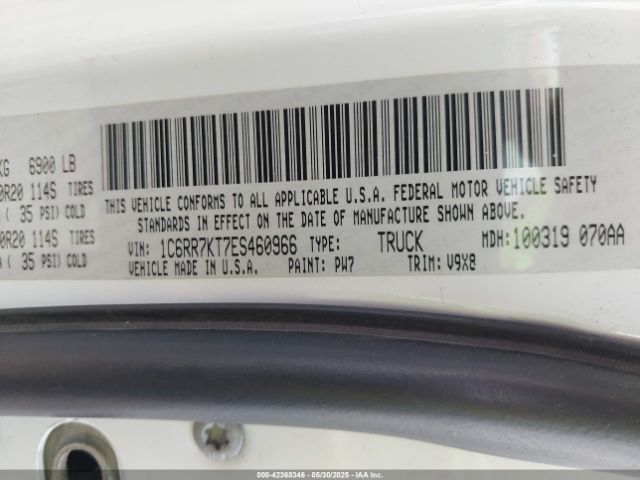 KG 6900 LB
0R20 114S TIRES
( 35 PSI) COLD
0R20 114S TIRES
A ( 35 PSI) COLD
THIS VEHICLE CONFORMS TO ALL APPLICABLE U.S.A. FEDERAL MOTOR VEHICLE SAFETY
STANDARDS IN EFFECT ON THE DATE OF MANUFACTURE SHOWN ABOVE.
VIN: 1C6RR7KT7ES460966 TYPE: TRUCK MDH: 100319 070AA
VEHICLE MADE IN U.S.A. PAINT: PW7 TRIM: V9X8
000-42368346 - 05/30/2025 - IAA Inc.